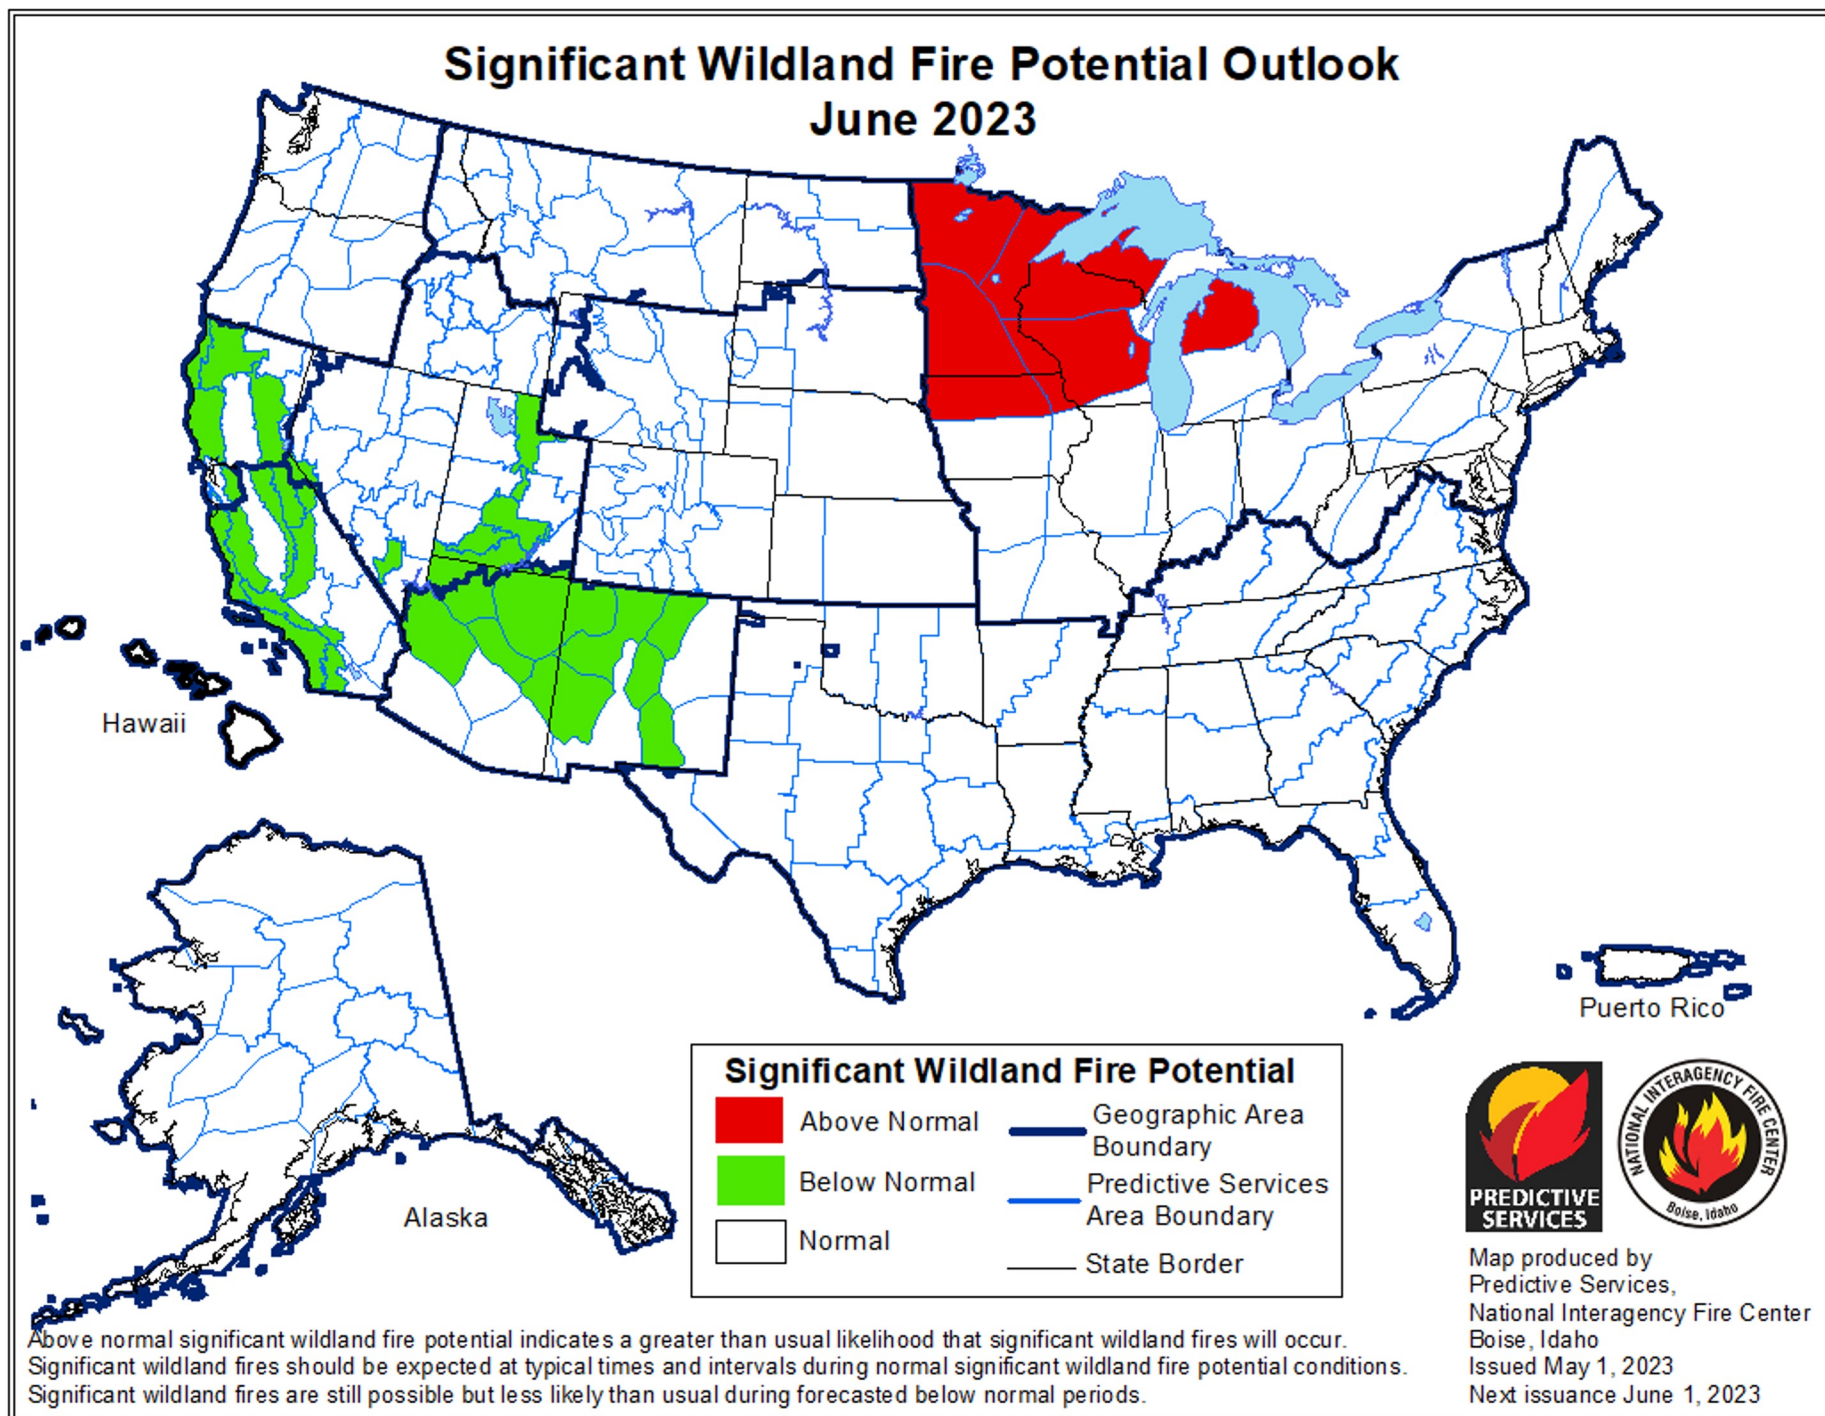 Significant Wildland Fire Potential Outlook
June 2023
Hawaii
Alaska
Puerto Rico
Significant Wildland Fire Potential
Above Normal
Below Normal
Normal
Geographic Area
Boundary
Predictive Services
Area Boundary
State Border
PREDICTIVE
SERVICES
NATIONAL INTERAGENCY FIRE CENTER
Boise, Idaho
Map produced by
Predictive Services,
National Interagency Fire Center
Boise, Idaho
Issued May 1, 2023
Next issuance June 1, 2023
Above normal significant wildland fire potential indicates a greater than usual likelihood that significant wildland fires will occur.
Significant wildland fires should be expected at typical times and intervals during normal significant wildland fire potential conditions.
Significant wildland fires are still possible but less likely than usual during forecasted below normal periods.